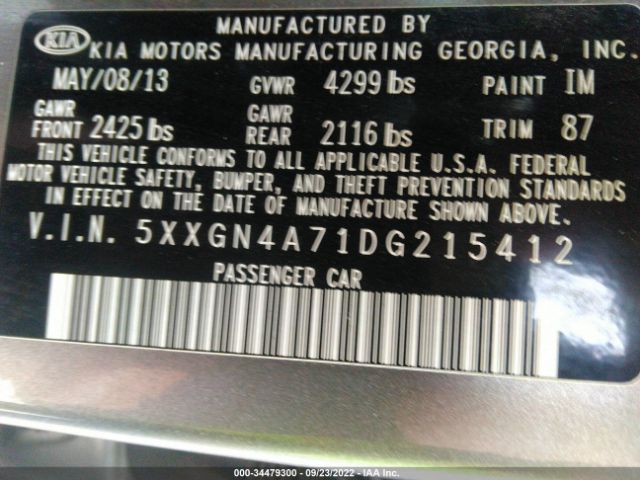 MANUFACTURED BY
KIA KIA MOTORS MANUFACTURING GEORGIA, INC.
MAY/08/13 GVWR 4299 lbs PAINT IM
GAWR FRONT 2425 lbs GAWR REAR 2116 lbs TRIM 87
THIS VEHICLE CONFORMS TO ALL APPLICABLE U.S.A. FEDERAL
MOTOR VEHICLE SAFETY, BUMPER, AND THEFT PREVENTION STANDARDS
IN EFFECT ON THE DATE OF MANUFACTURE SHOWN ABOVE.
V.I.N. 5XXGN4A71DG215412
PASSENGER CAR
000-34479300 - 09/23/2022 - IAA Inc.